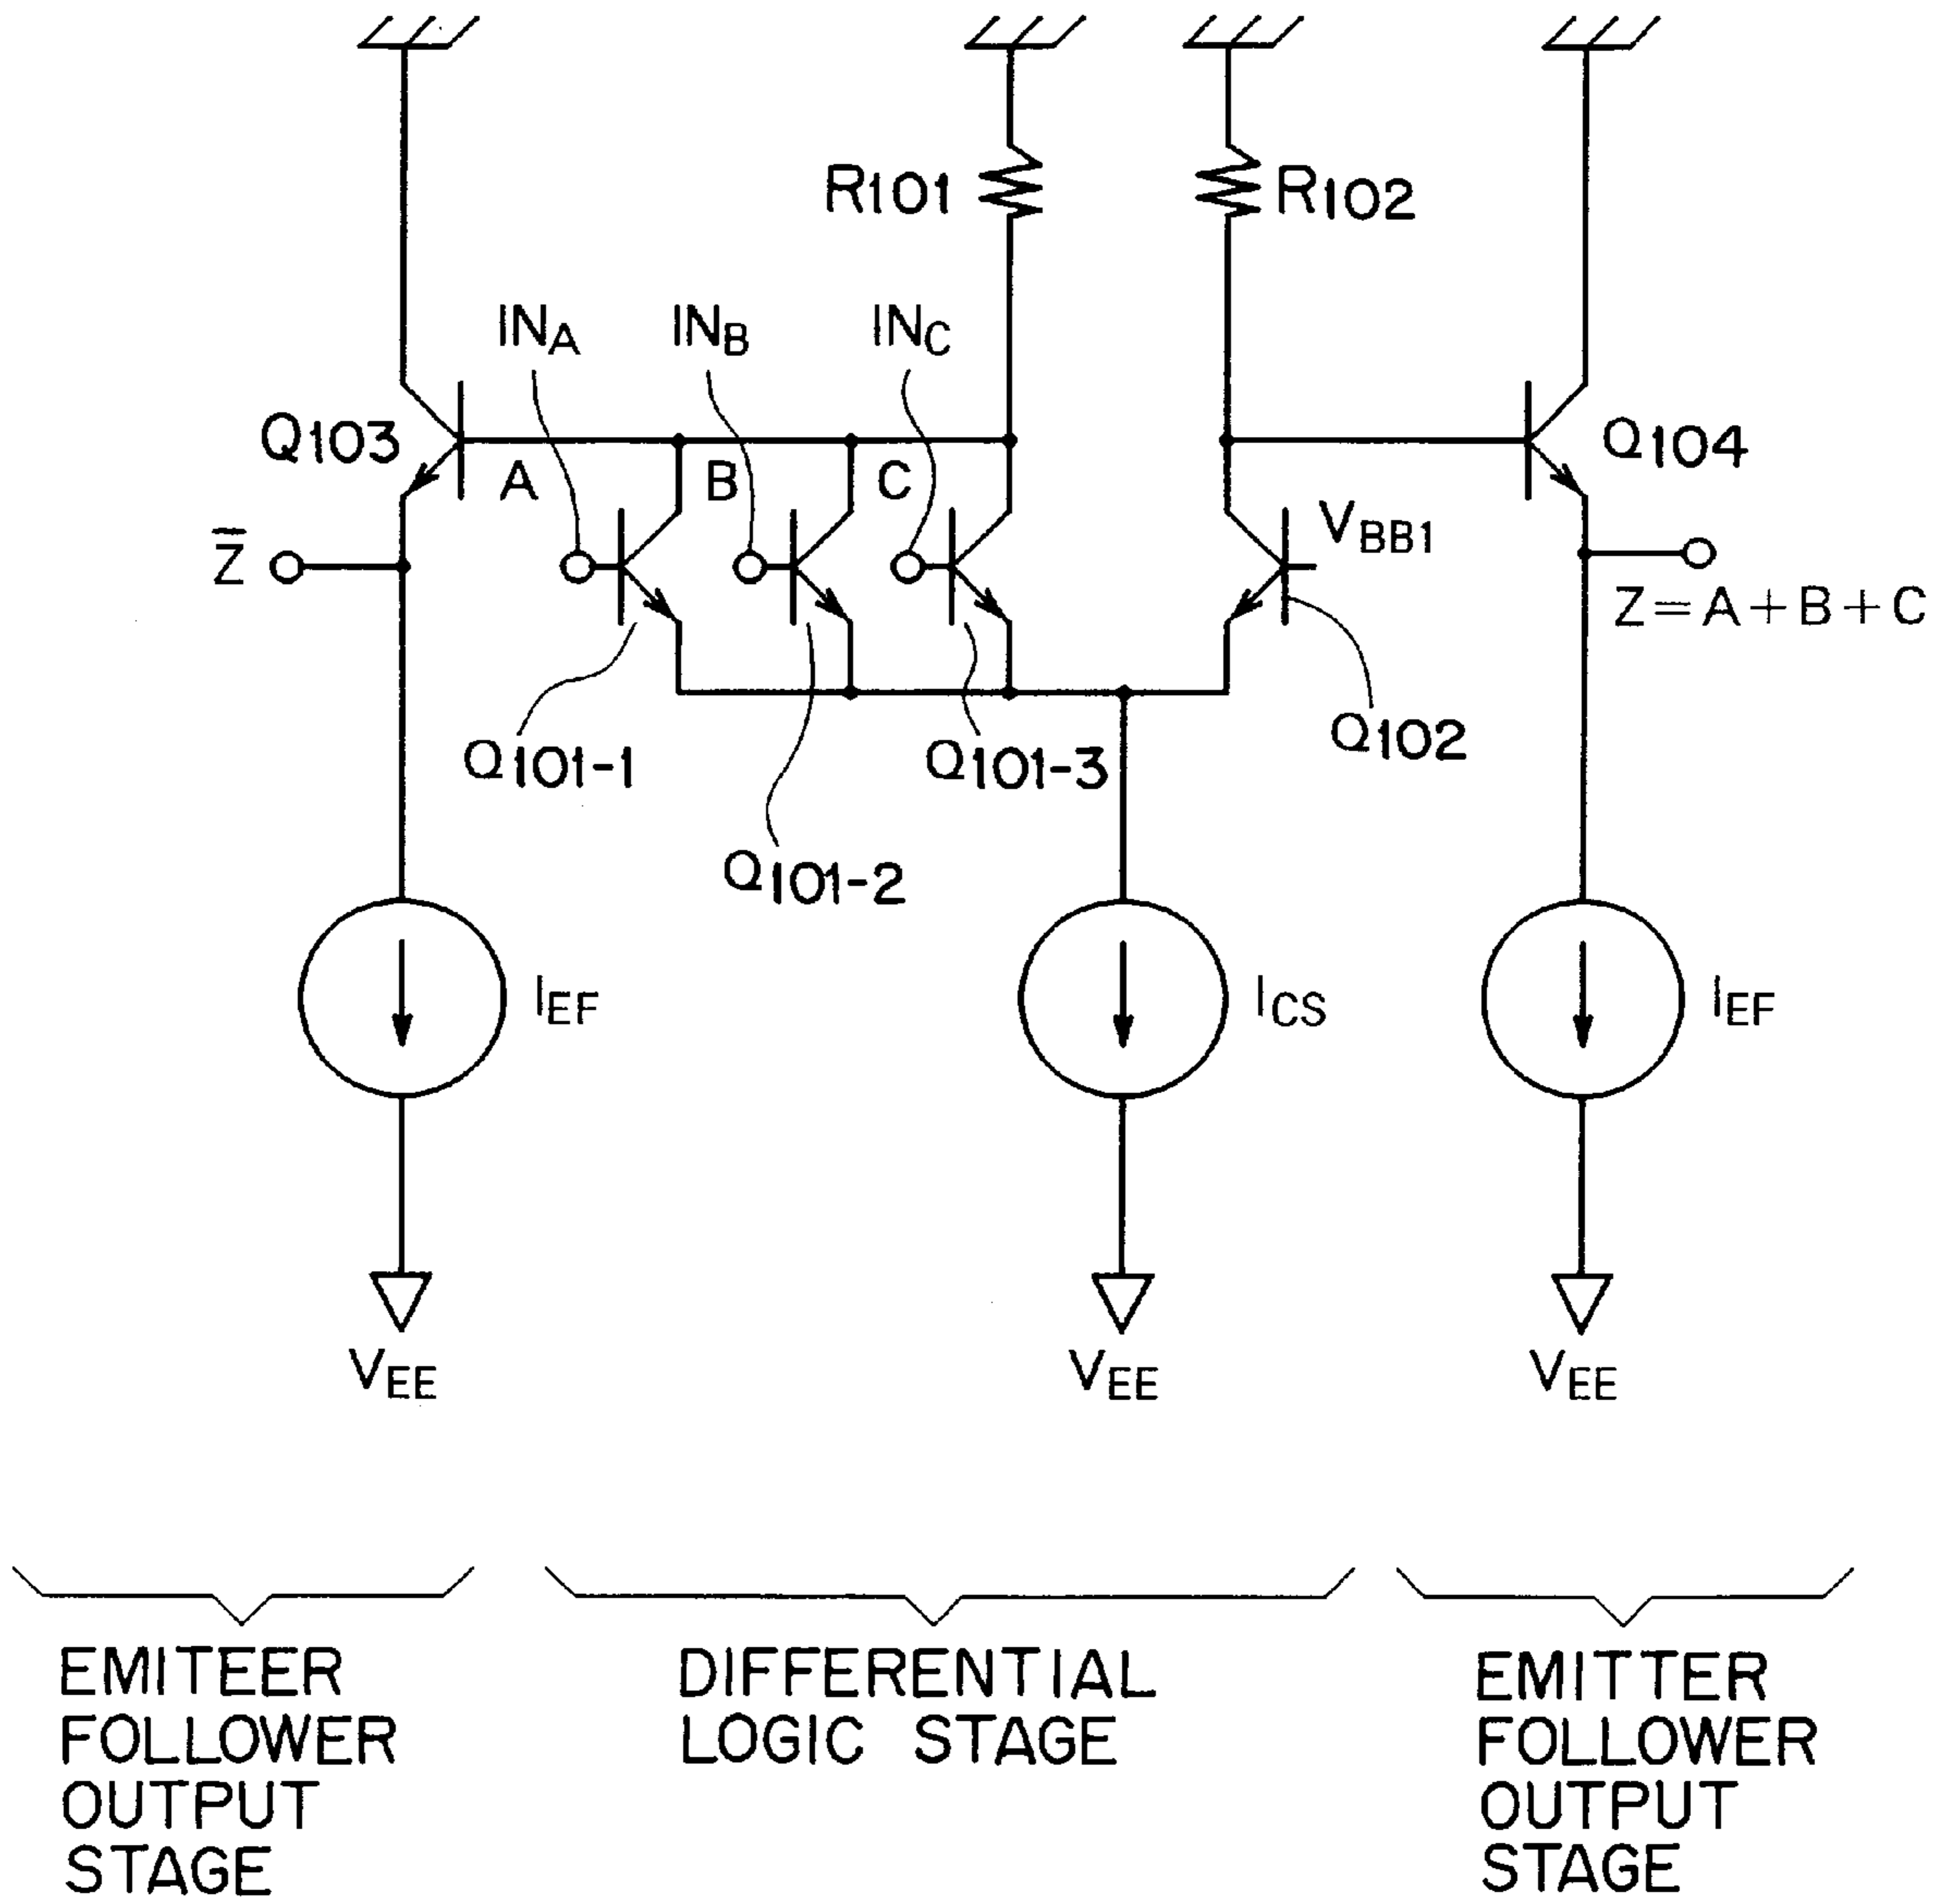 R101
R102
INA
INB
INC
Q103
A
B
C
Q104
VBB1
Z̅
Z=A+B+C
Q101-1
Q101-3
Q102
Q101-2
IEF
ICS
IEF
VEE
VEE
VEE
EMITEER
FOLLOWER
OUTPUT
STAGE
DIFFERENTIAL
LOGIC STAGE
EMITTER
FOLLOWER
OUTPUT
STAGE